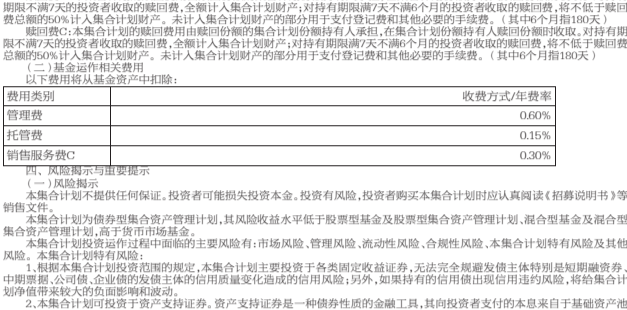 期限不满7天的投资者收取的赎回费,全额计入集合计划财产;对持有期限满7天不满6个月的投资者收取的赎回费,将不低于赎回费
总额的50%计入集合计划财产。未计入集合计划财产的部分用于支付登记费和其他必要的手续费。（其中6个月指180天）
赎回费C:本集合计划的赎回费用由赎回份额的集合计划份额持有人承担,在集合计划份额持有人赎回份额时收取。对持有期
限不满7天的投资者收取的赎回费,全额计入集合计划财产;对持有期限满7天不满6个月的投资者收取的赎回费,将不低于赎回费
总额的50%计入集合计划财产。未计入集合计划财产的部分用于支付登记费和其他必要的手续费。（其中6个月指180天）
（二）基金运作相关费用
以下费用将从基金资产中扣除:
费用类别 收费方式/年费率
管理费 0.60%
托管费 0.15%
销售服务费C 0.30%
四、风险揭示与重要提示
（一）风险揭示
本集合计划不提供任何保证。投资者可能损失投资本金。投资有风险,投资者购买本集合计划时应认真阅读《招募说明书》等
销售文件。
本集合计划为债券型集合资产管理计划,其风险收益水平低于股票型基金及股票型集合资产管理计划、混合型基金及混合型
集合资产管理计划,高于货币市场基金。
本集合计划投资运作过程中面临的主要风险有:市场风险、管理风险、流动性风险、合规性风险、本集合计划特有风险及其他
风险。本集合计划特有风险:
1、根据本集合计划投资范围的规定,本集合计划主要投资于各类固定收益证券,无法完全规避发债主体特别是短期融资券、
中期票据、公司债、企业债的发债主体的信用质量变化造成的信用风险;另外,如果持有的信用债出现信用违约风险,将给集合计
划净值带来较大的负面影响和波动。
2、本集合计划可投资于资产支持证券。资产支持证券是一种债券性质的金融工具,其向投资者支付的本息来自于基础资产池